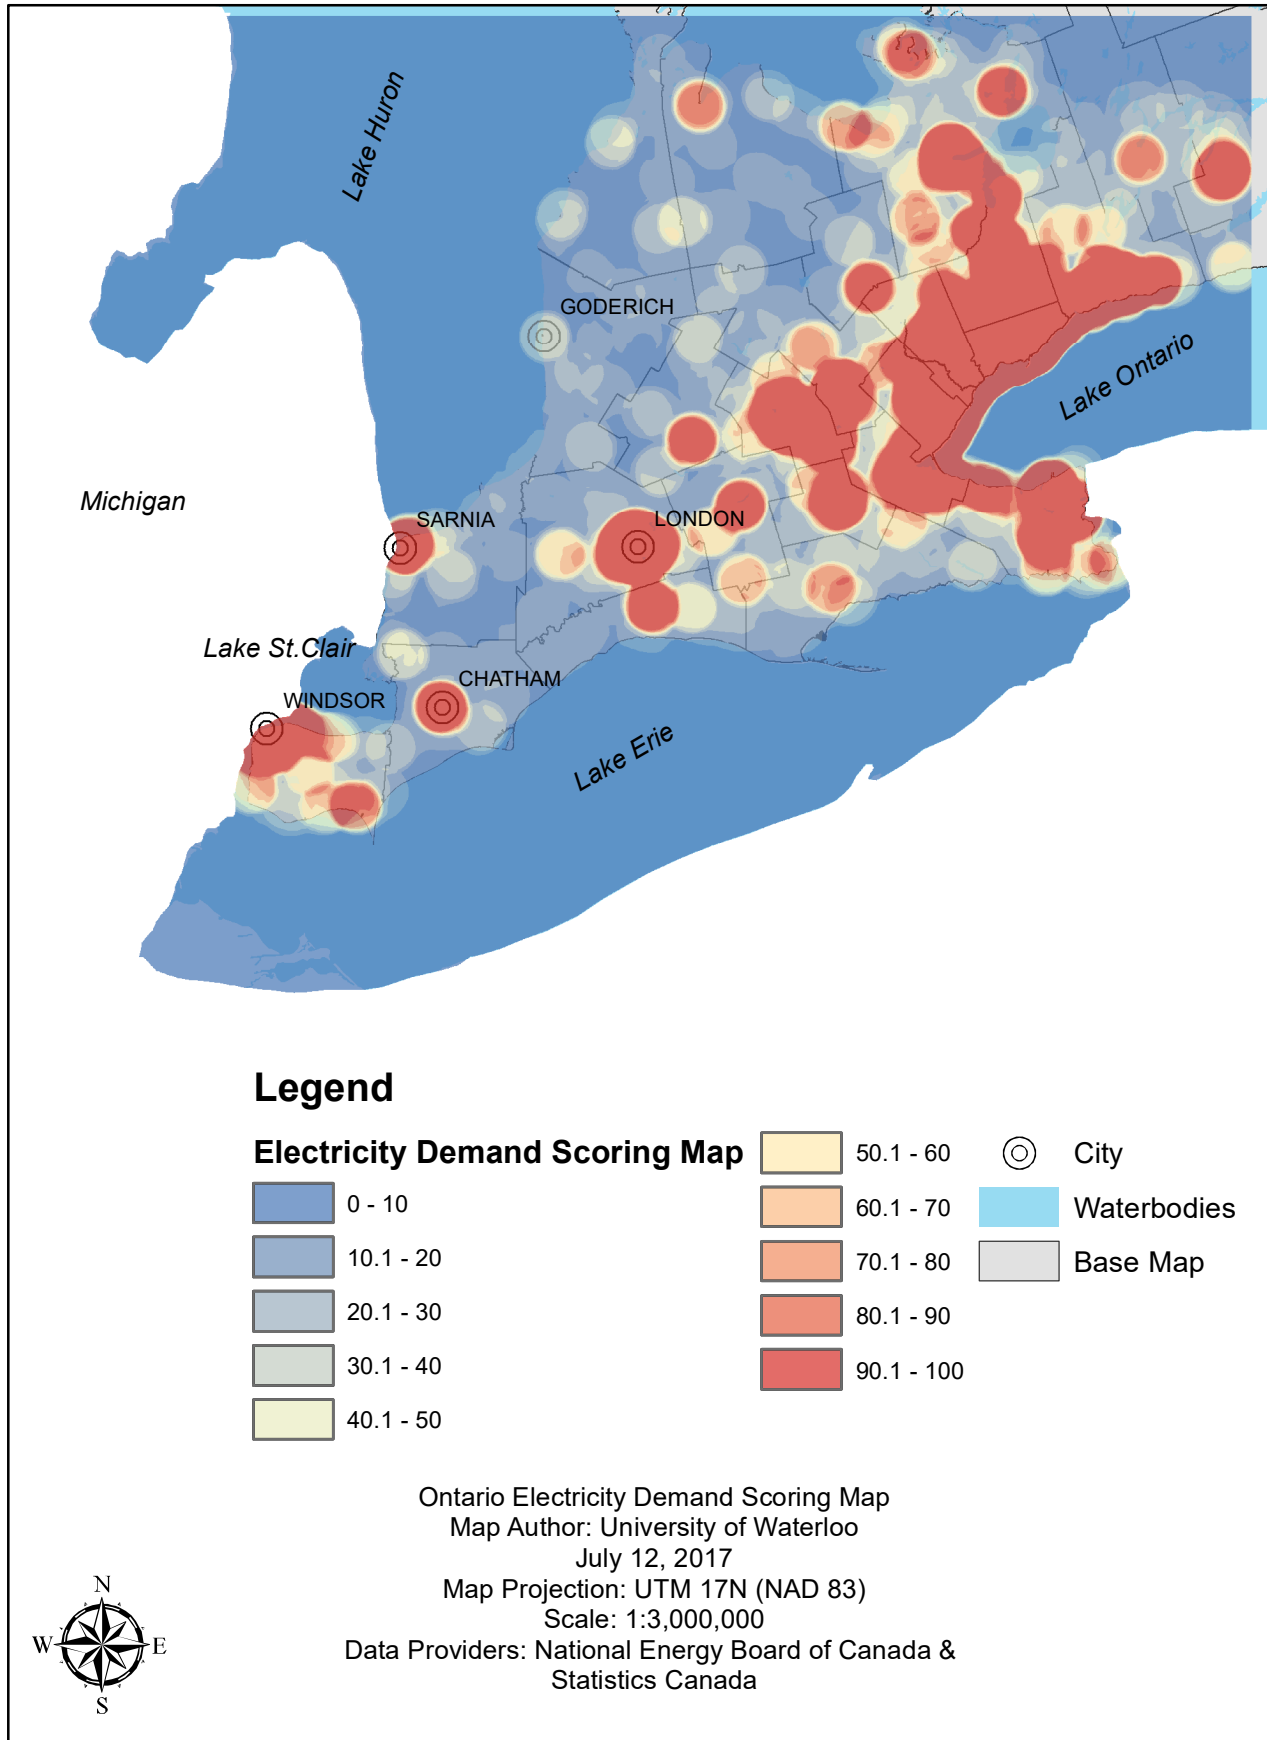 Lake Huron
GODERICH
Lake Ontario
Michigan
SARNIA
LONDON
Lake St.Clair
CHATHAM
WINDSOR
Lake Erie
Legend
Electricity Demand Scoring Map
0 - 10
10.1 - 20
20.1 - 30
30.1 - 40
40.1 - 50
50.1 - 60
60.1 - 70
70.1 - 80
80.1 - 90
90.1 - 100
City
Waterbodies
Base Map
Ontario Electricity Demand Scoring Map
Map Author: University of Waterloo
July 12, 2017
Map Projection: UTM 17N (NAD 83)
Scale: 1:3,000,000
Data Providers: National Energy Board of Canada &
Statistics Canada
N
W E
S